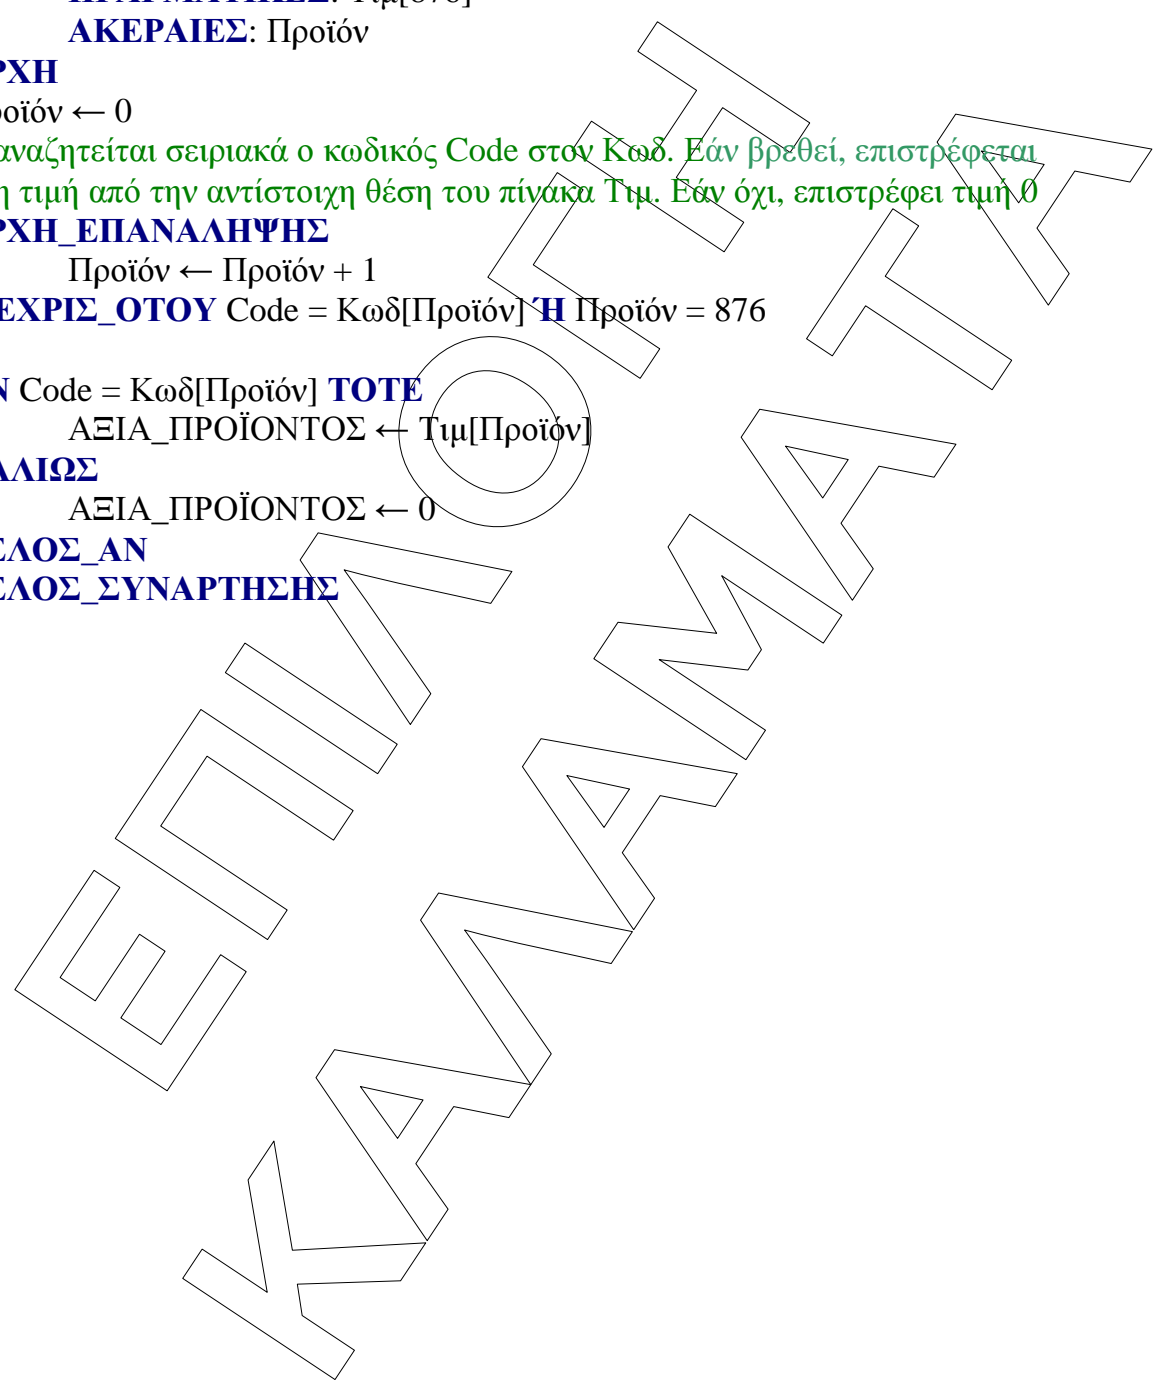 ΑΚΕΡΑΙΕΣ: Προϊόν
ΡΧΗ
ροϊόν ← 0
αναζητείται σειριακά ο κωδικός Code στον Κωδ. Εάν βρεθεί, επιστρέφεται
η τιμή από την αντίστοιχη θέση του πίνακα Τιμ. Εάν όχι, επιστρέφει τιμή 0
ΡΧΗ_ΕΠΑΝΑΛΗΨΗΣ
Προϊόν ← Προϊόν + 1
ΕΧΡΙΣ_ΟΤΟΥ Code = Κωδ[Προϊόν] Ή Προϊόν = 876
Ν Code = Κωδ[Προϊόν] ΤΟΤΕ
ΑΞΙΑ_ΠΡΟΪΟΝΤΟΣ ← Τιμ[Προϊόν]
ΛΛΙΩΣ
ΑΞΙΑ_ΠΡΟΪΟΝΤΟΣ ← 0
ΕΛΟΣ_ΑΝ
ΕΛΟΣ_ΣΥΝΑΡΤΗΣΗΣ
ΕΠΙΛΟΓΗ
ΚΑΛΑΜΑΤΑ